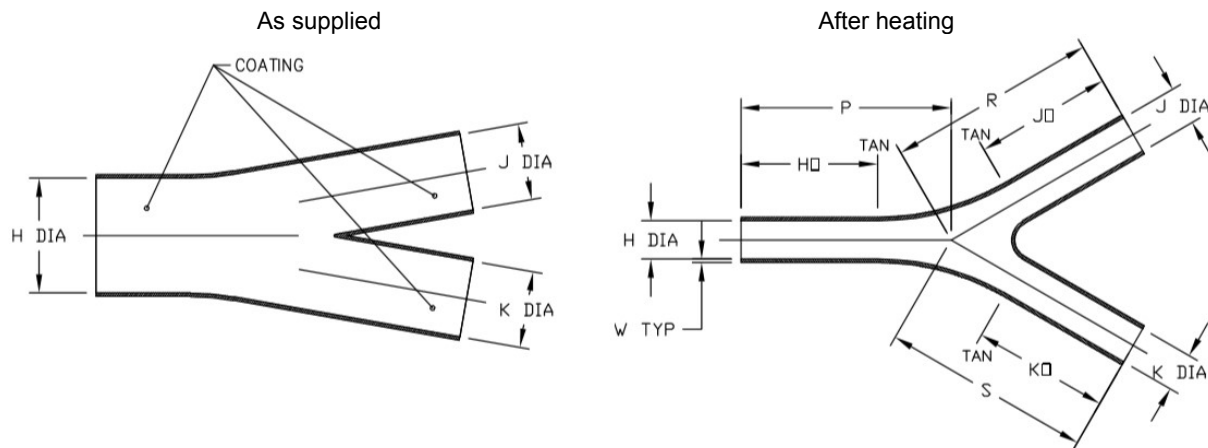 As supplied
After heating
COATING
J DIA
H DIA
K DIA
P
R
J DIA
TAN
TAN
J□
H□
H DIA
W TYP
TAN
K□
S
K DIA